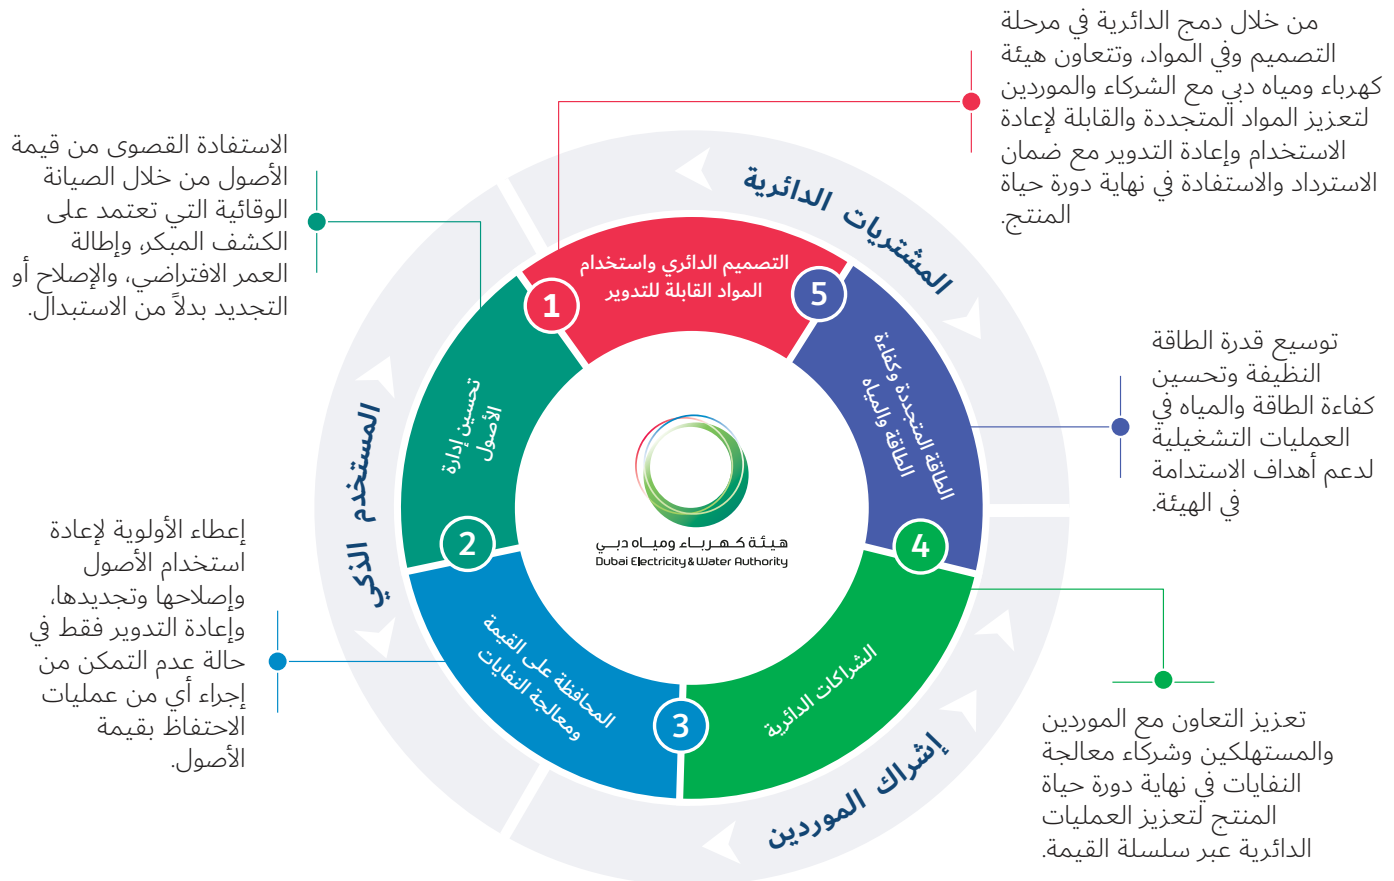 من خلال دمج الدائرية في مرحلة
التصميم وفي المواد، وتتعاون هيئة
كهرباء ومياه دبي مع الشركاء والموردين
لتعزيز المواد المتجددة والقابلة لإعادة
الاستخدام وإعادة التدوير مع ضمان
الاسترداد والاستفادة في نهاية دورة حياة
المنتج.
الاستفادة القصوى من قيمة
الأصول من خلال الصيانة
الوقائية التي تعتمد على
الكشف المبكر، وإطالة
العمر الافتراضي، والإصلاح أو
التجديد بدلاً من الاستبدال.
المشتريات الدائرية
التصميم الدائري واستخدام
المواد القابلة للتدوير
1
5
توسيع قدرة الطاقة
النظيفة وتحسين
كفاءة الطاقة والمياه في
العمليات التشغيلية
لدعم أهداف الاستدامة
في الهيئة.
الطاقة المتجددة وكفاءة
الطاقة والمياه
تحسين إدارة
الأصول
المستخدم الذكي
هيئة كهرباء ومياه دبي
Dubai Electricity & Water Authority
2
4
إعطاء الأولوية لإعادة
استخدام الأصول
وإصلاحها وتجديدها،
وإعادة التدوير فقط في
حالة عدم التمكن من
إجراء أي من عمليات
الاحتفاظ بقيمة
الأصول.
المحافظة على القيمة
ومعالجة النفايات
3
الشراكات الدائرية
إشراك الموردين
تعزيز التعاون مع الموردين
والمستهلكين وشركاء معالجة
النفايات في نهاية دورة حياة
المنتج لتعزيز العمليات
الدائرية عبر سلسلة القيمة.